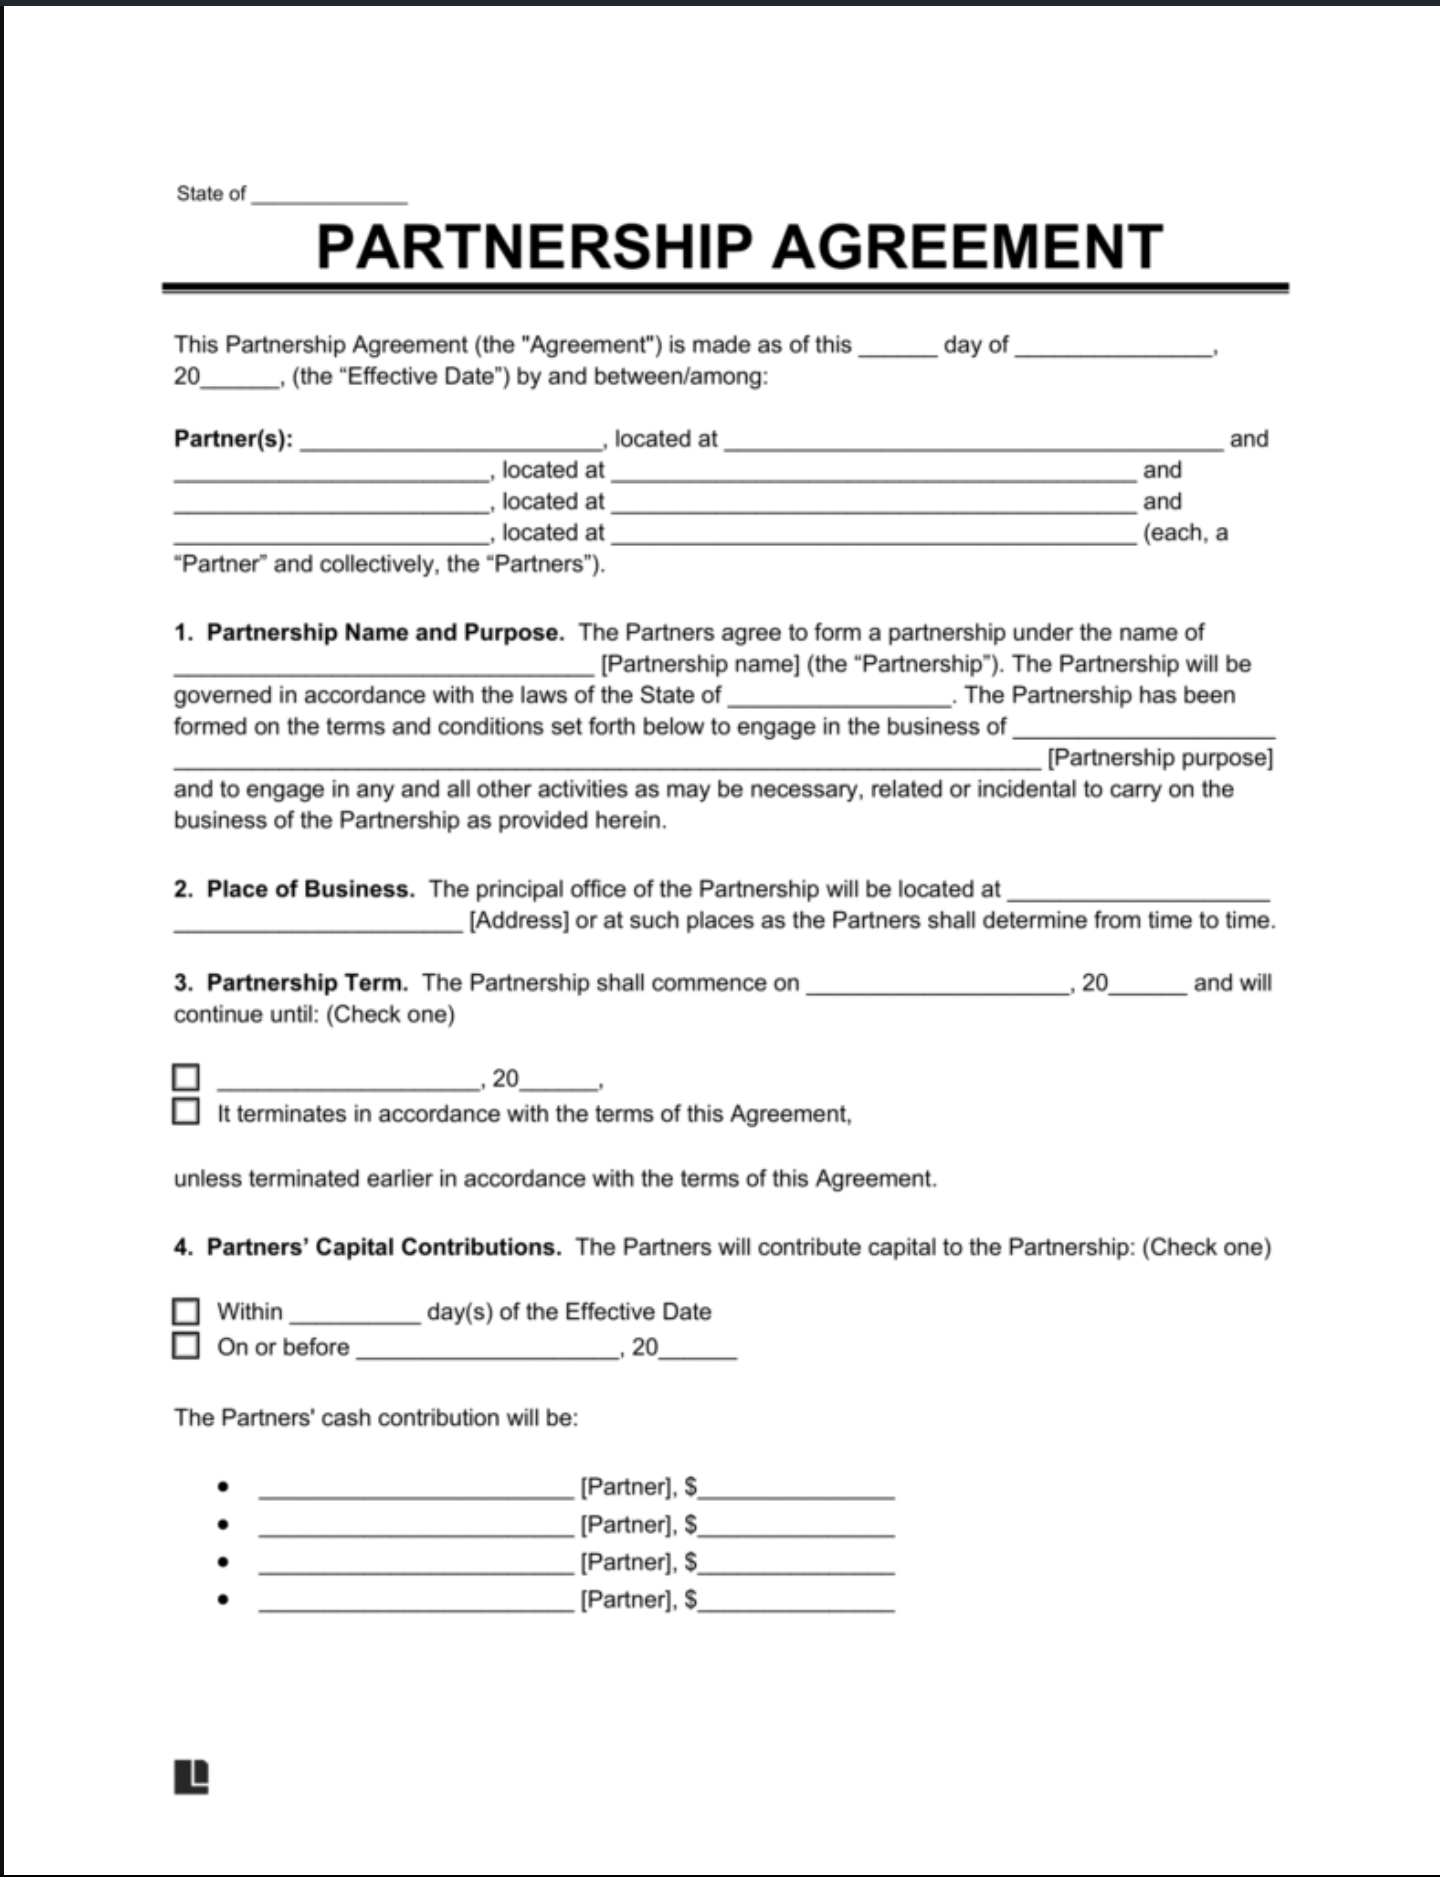 State of ______________
PARTNERSHIP AGREEMENT
This Partnership Agreement (the "Agreement") is made as of this ______ day of _______________,
20______, (the “Effective Date”) by and between/among:
Partner(s): _______________________, located at ______________________________________ and
________________________, located at ________________________________________ and
________________________, located at ________________________________________ and
________________________, located at ________________________________________ (each, a
“Partner” and collectively, the “Partners”).
1. Partnership Name and Purpose. The Partners agree to form a partnership under the name of
________________________________ [Partnership name] (the “Partnership”). The Partnership will be
governed in accordance with the laws of the State of _________________. The Partnership has been
formed on the terms and conditions set forth below to engage in the business of ____________________
__________________________________________________________________ [Partnership purpose]
and to engage in any and all other activities as may be necessary, related or incidental to carry on the
business of the Partnership as provided herein.
2. Place of Business. The principal office of the Partnership will be located at ____________________
______________________ [Address] or at such places as the Partners shall determine from time to time.
3. Partnership Term. The Partnership shall commence on ____________________, 20______ and will
continue until: (Check one)
☐ ____________________, 20______,
☐ It terminates in accordance with the terms of this Agreement,
unless terminated earlier in accordance with the terms of this Agreement.
4. Partners’ Capital Contributions. The Partners will contribute capital to the Partnership: (Check one)
☐ Within __________ day(s) of the Effective Date
☐ On or before ____________________, 20______
The Partners' cash contribution will be:
• ________________________ [Partner], $_______________
• ________________________ [Partner], $_______________
• ________________________ [Partner], $_______________
• ________________________ [Partner], $_______________